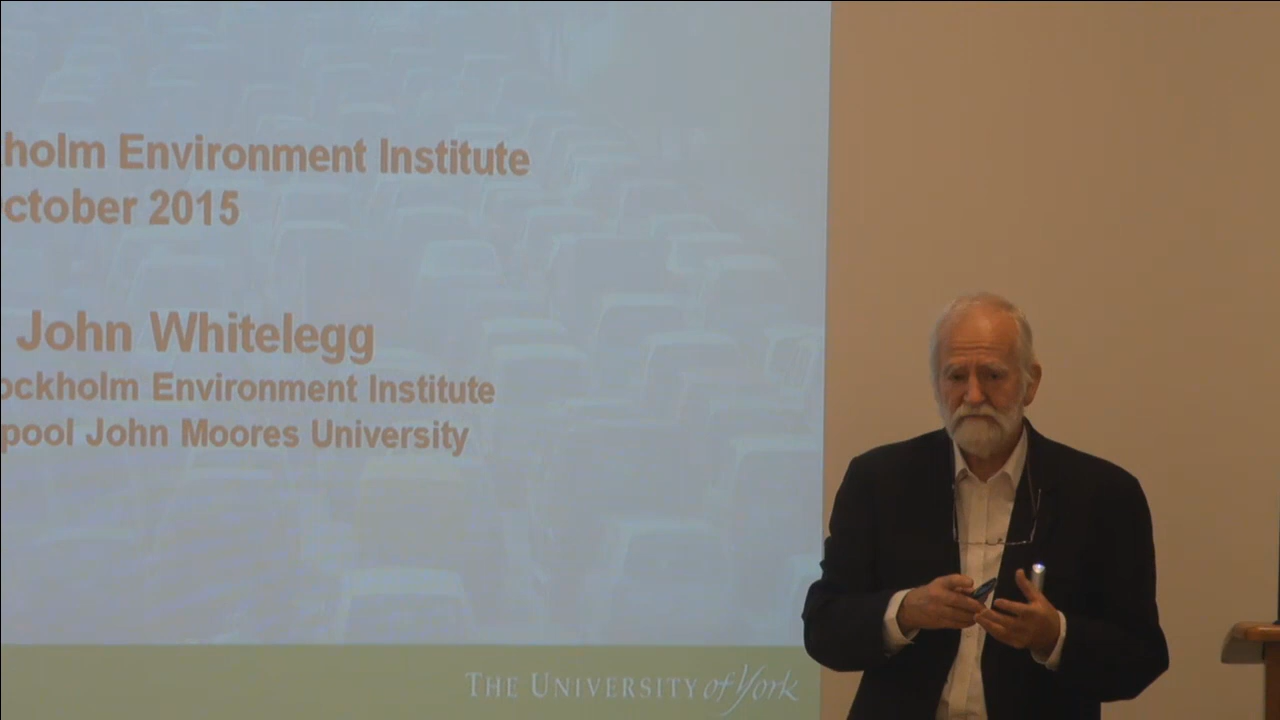 holm Environment Institute
ctober 2015
John Whitelegg
ockholm Environment Institute
pool John Moores University
THE UNIVERSITY of York